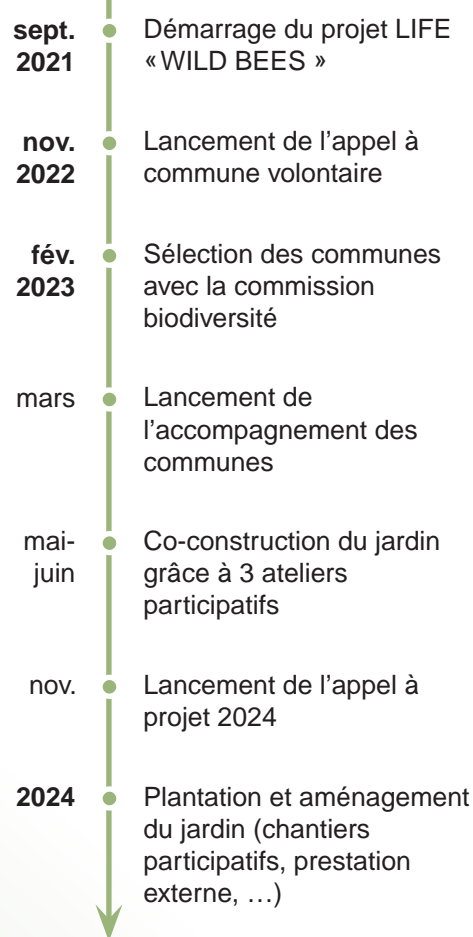 sept. 2021
Démarrage du projet LIFE
«WILD BEES »
nov. 2022
Lancement de l’appel à
commune volontaire
fév. 2023
Sélection des communes
avec la commission
biodiversité
mars
Lancement de
l’accompagnement des
communes
mai-
juin
Co-construction du jardin
grâce à 3 ateliers
participatifs
nov.
Lancement de l’appel à
projet 2024
2024
Plantation et aménagement
du jardin (chantiers
participatifs, prestation
externe, …)